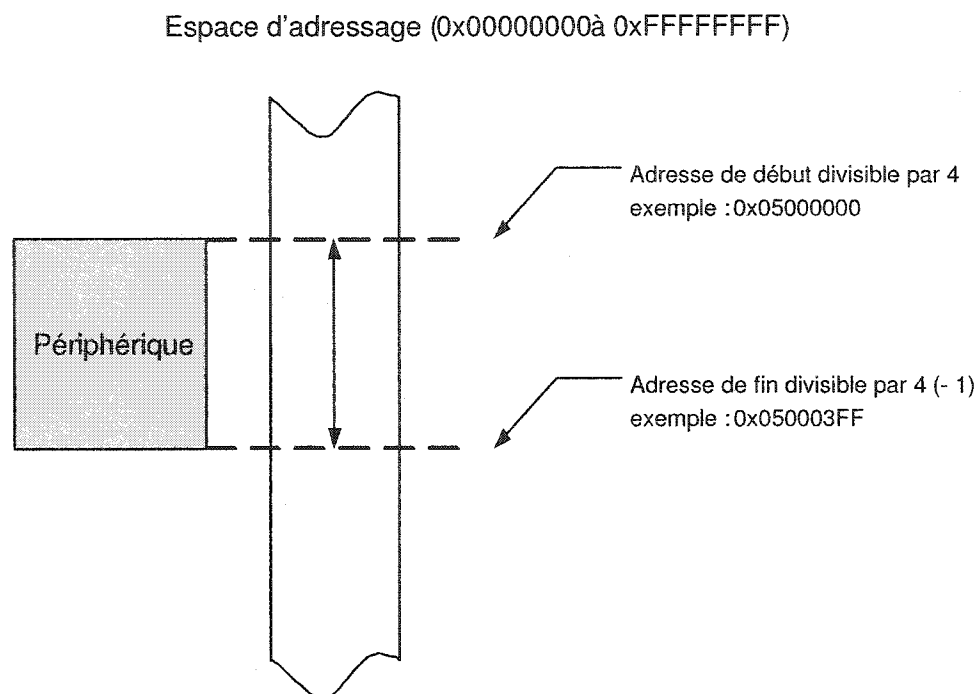 Espace d'adressage (0x00000000à 0xFFFFFFFF)
Adresse de début divisible par 4
exemple :0x05000000
Périphérique
Adresse de fin divisible par 4 (- 1)
exemple :0x050003FF